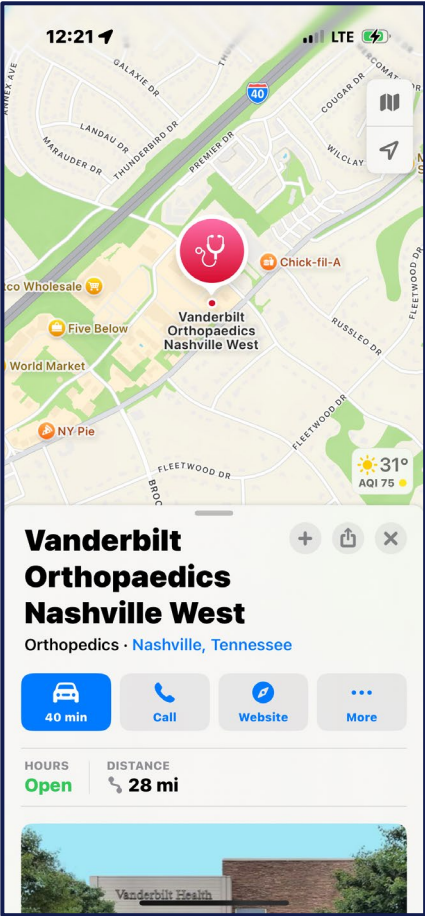 12:21
LTE
GALAXIE DR
40
COUGAR DR
LANDAU DR
THUNDERBIRD DR
PREMIER DR
MARAUDER DR
WILCLAY
Chick-fil-A
Vanderbilt
Orthopaedics
Nashville West
tco Wholesale
Five Below
World Market
NY Pie
RUSSLEO DR
FLEETWOOD DR
FLEETWOOD DR
FLEETWOOD DR
BROO
31°
AQI 75
Vanderbilt
Orthopaedics
Nashville West
Orthopedics · Nashville, Tennessee
40 min
Call
Website
More
HOURS
Open
DISTANCE
28 mi
Vanderbilt Health